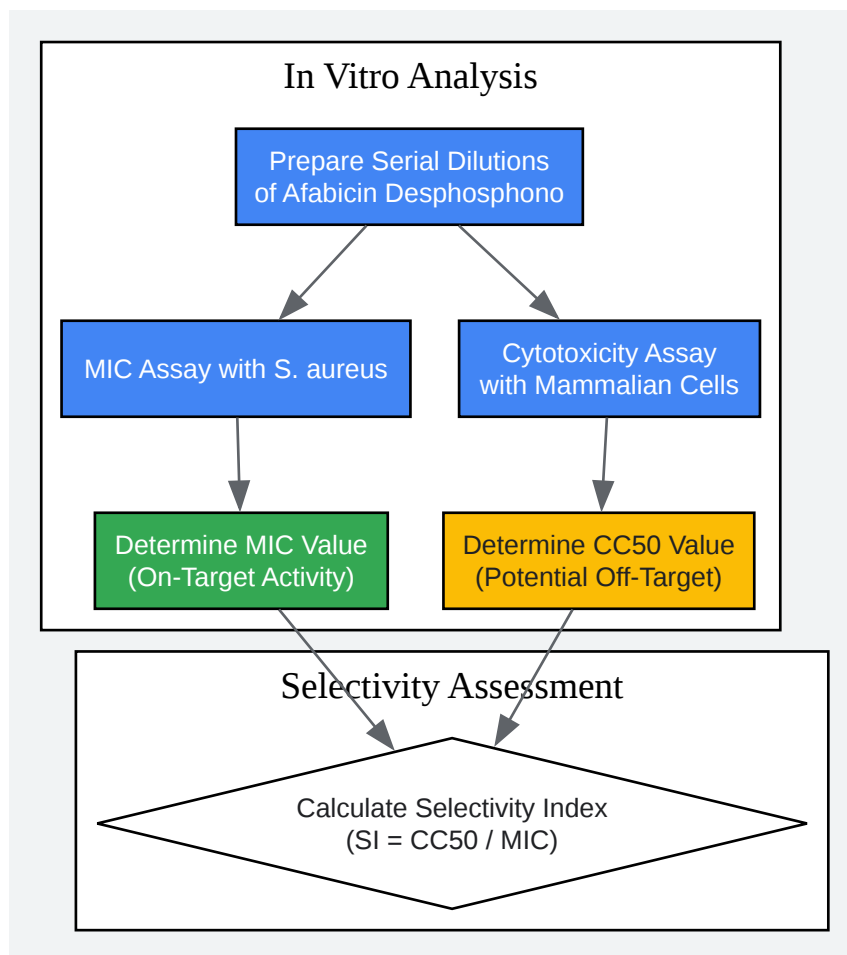 In Vitro Analysis
Prepare Serial Dilutions
of Afabicin Desphosphono
MIC Assay with S. aureus
Cytotoxicity Assay
with Mammalian Cells
Determine MIC Value
(On-Target Activity)
Determine CC50 Value
(Potential Off-Target)
Selectivity Assessment
Calculate Selectivity Index
(SI = CC50 / MIC)